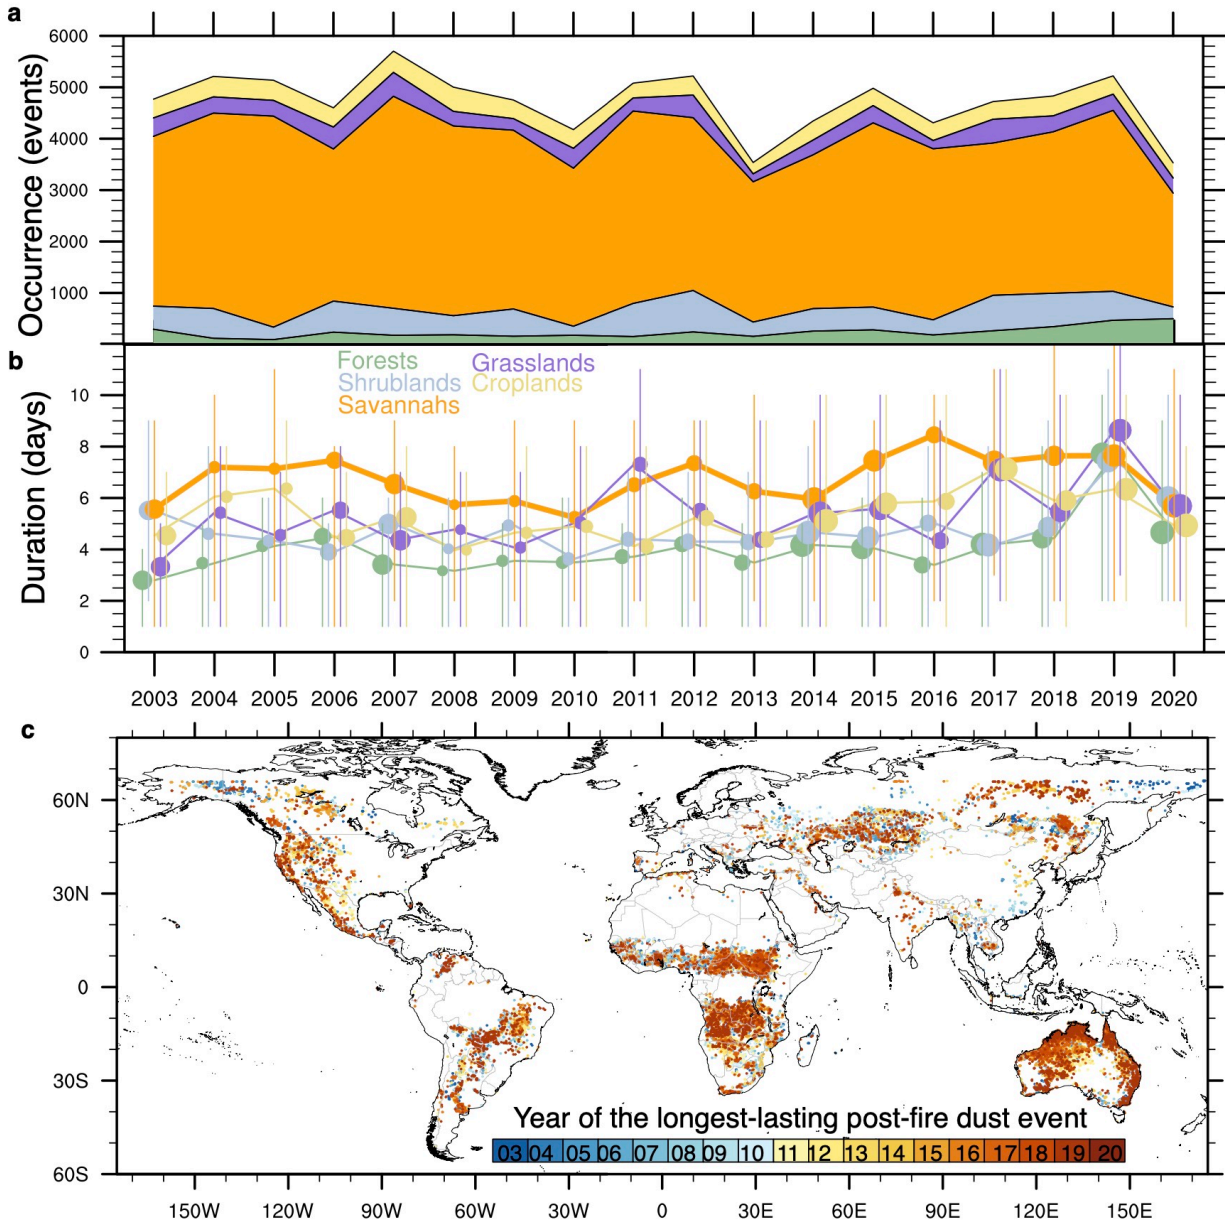 a
6000
5000
4000
3000
2000
1000
Occurrence (events)
b
Forests
Grasslands
Shrublands
Croplands
Savannahs
10
8
6
4
2
0
Duration (days)
2003 2004 2005 2006 2007 2008 2009 2010 2011 2012 2013 2014 2015 2016 2017 2018 2019 2020
c
60N
30N
0
30S
60S
Year of the longest-lasting post-fire dust event
03 04 05 06 07 08 09 10 11 12 13 14 15 16 17 18 19 20
150W 120W 90W 60W 30W 0 30E 60E 90E 120E 150E